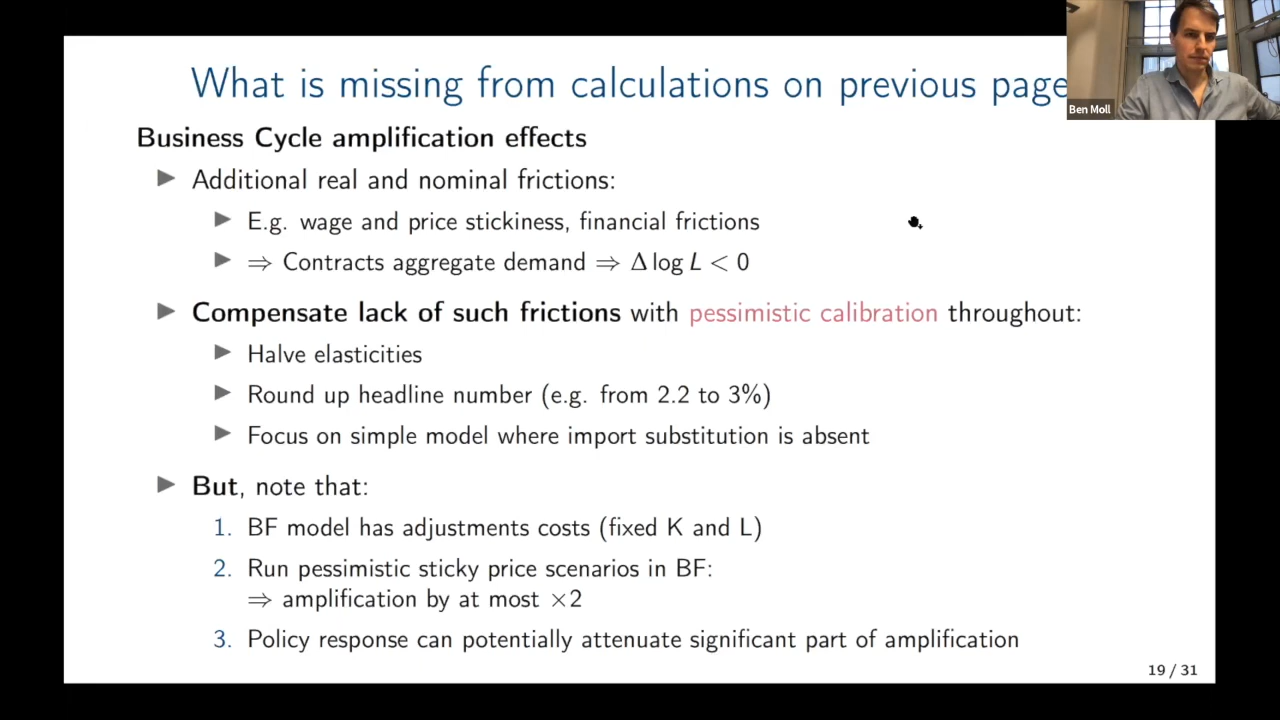 What is missing from calculations on previous page
Ben Moll
Business Cycle amplification effects
▶ Additional real and nominal frictions:
▶ E.g. wage and price stickiness, financial frictions
▶ ⇒ Contracts aggregate demand ⇒ Δ log L < 0
▶ Compensate lack of such frictions with pessimistic calibration throughout:
▶ Halve elasticities
▶ Round up headline number (e.g. from 2.2 to 3%)
▶ Focus on simple model where import substitution is absent
▶ But, note that:
1. BF model has adjustments costs (fixed K and L)
2. Run pessimistic sticky price scenarios in BF:
⇒ amplification by at most ×2
3. Policy response can potentially attenuate significant part of amplification
19 / 31